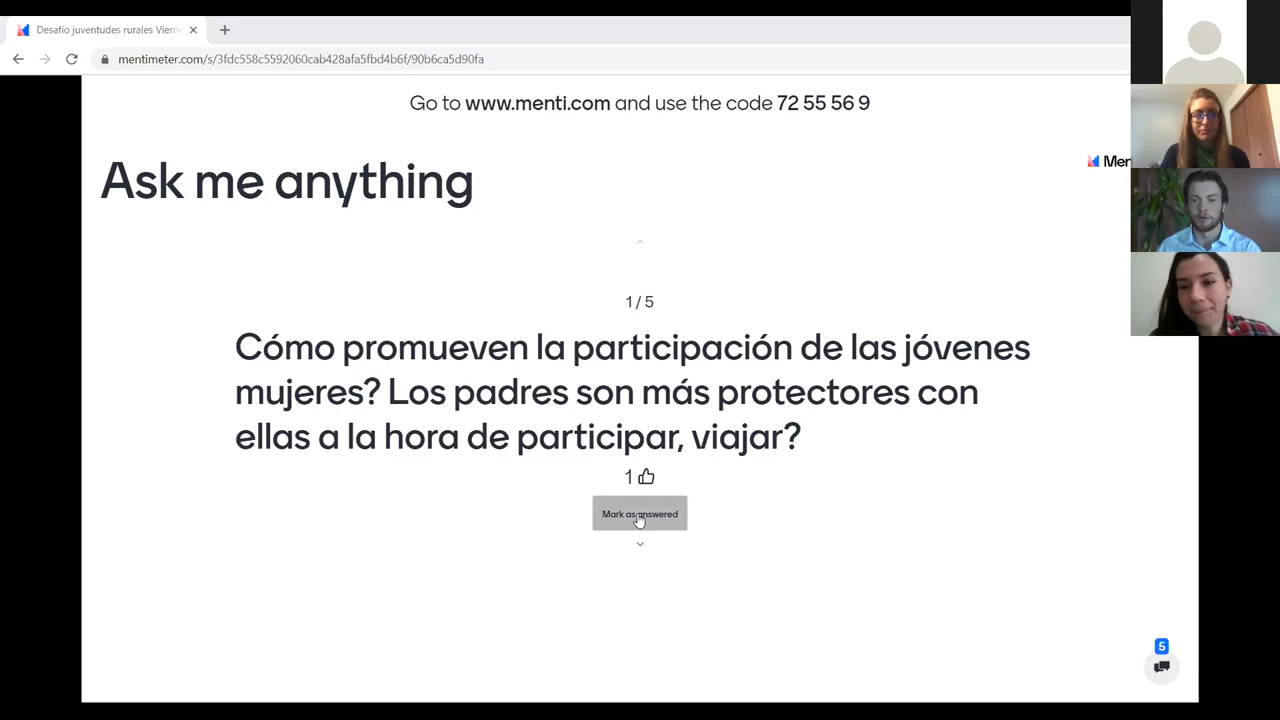 Desafío juventudes rurales Viern
mentimeter.com/s/3fdc558c5592060cab428afa5fbd4b6f/90b6ca5d90fa
Go to www.menti.com and use the code 72 55 56 9
Mer
Ask me anything
1 / 5
Cómo promueven la participación de las jóvenes
mujeres? Los padres son más protectores con
ellas a la hora de participar, viajar?
1
Mark as answered
5